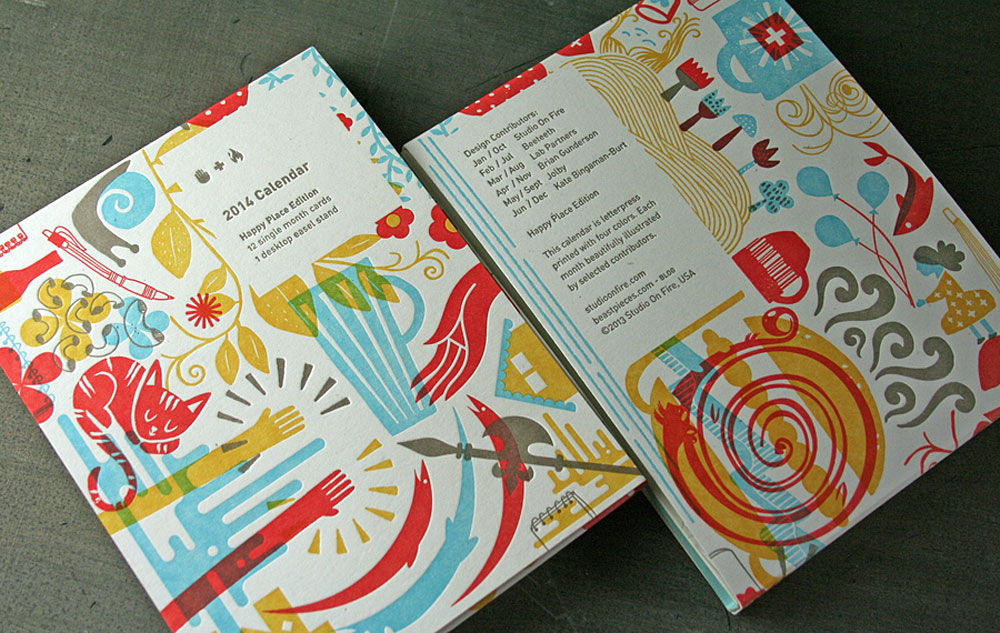 2014 Calendar
Happy Place Edition
12 single month cards
1 desktop easel stand
Design Contributors:
Jan / Oct Studio On Fire
Feb / Jul Beeteeth
Mar / Aug Lab Partners
Apr / Nov Brian Gunderson
May / Sept Jolby
Jun / Dec Kate Bingaman-Burt
Happy Place Edition
This calendar is letterpress
printed with four colors. Each
month beautifully illustrated
by selected contributors.
studioonfire.com
beastpieces.com - BLOG
©2013 Studio On Fire, USA